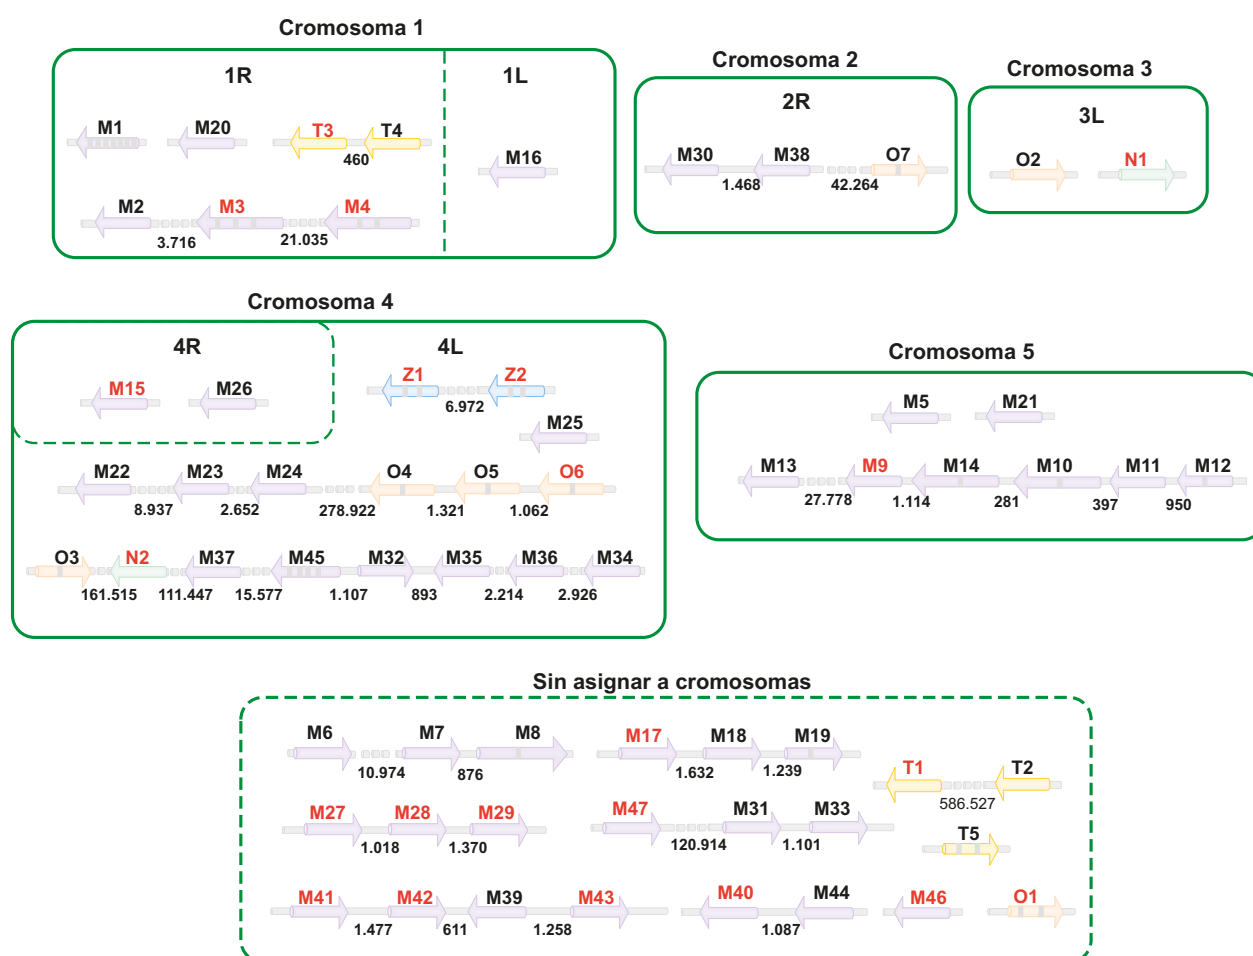 Cromosoma 1
1R
1L
M1 M20 T3 T4
460
M16
M2 M3 M4
3.716 21.035
Cromosoma 2
2R
M30 M38 O7
1.468 42.264
Cromosoma 3
3L
O2 N1
Cromosoma 4
4R
4L
M15 M26
Z1 Z2
6.972
M25
M22 M23 M24 O4 O5 O6
8.937 2.652 278.922 1.321 1.062
O3 N2 M37 M45 M32 M35 M36 M34
161.515 111.447 15.577 1.107 893 2.214 2.926
Cromosoma 5
M5 M21
M13 M9 M14 M10 M11 M12
27.778 1.114 281 397 950
Sin asignar a cromosomas
M6 M7 M8
10.974 876
M17 M18 M19
1.632 1.239
T1 T2
586.527
M27 M28 M29
1.018 1.370
M47 M31 M33
120.914 1.101
T5
M41 M42 M39 M43
1.477 611 1.258
M40 M44
1.087
M46
O1